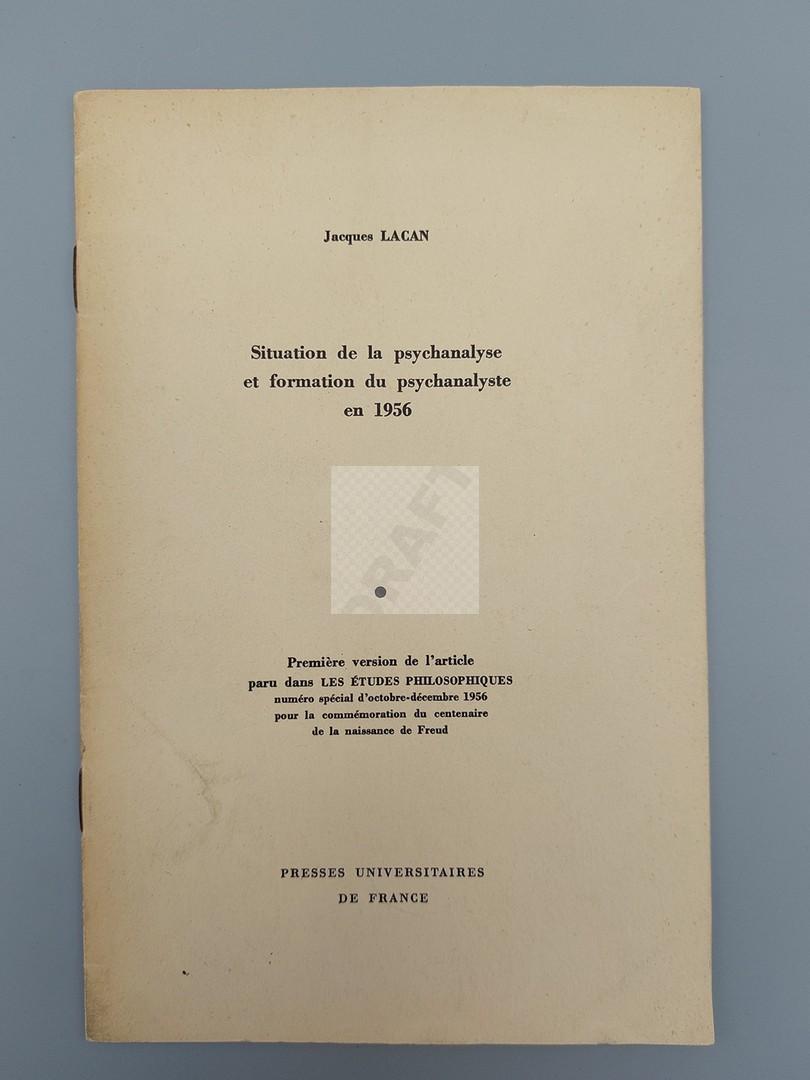 Jacques LACAN
Situation de la psychanalyse
et formation du psychanalyste
en 1956
DRAFT
Première version de l'article
paru dans LES ÉTUDES PHILOSOPHIQUES
numéro spécial d'octobre-décembre 1956
pour la commémoration du centenaire
de la naissance de Freud
PRESSES UNIVERSITAIRES
DE FRANCE